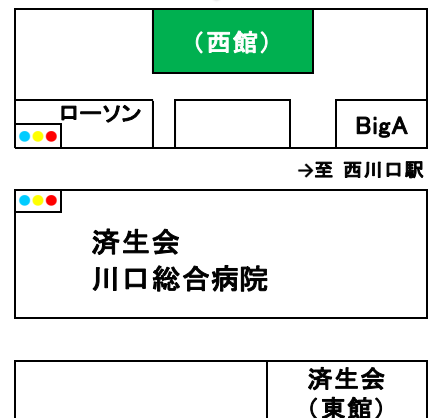 （西館）
ローソン
BigA
→至 西川口駅
済生会
川口総合病院
済生会
（東館）